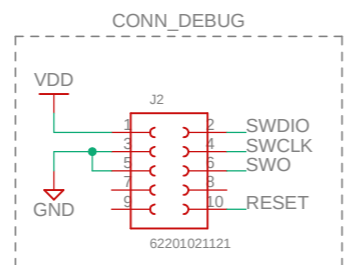 CONN_DEBUG
VDD
J2
1 2 SWDIO
3 4 SWCLK
5 6 SWO
7 8
9 10 RESET
GND
62201021121